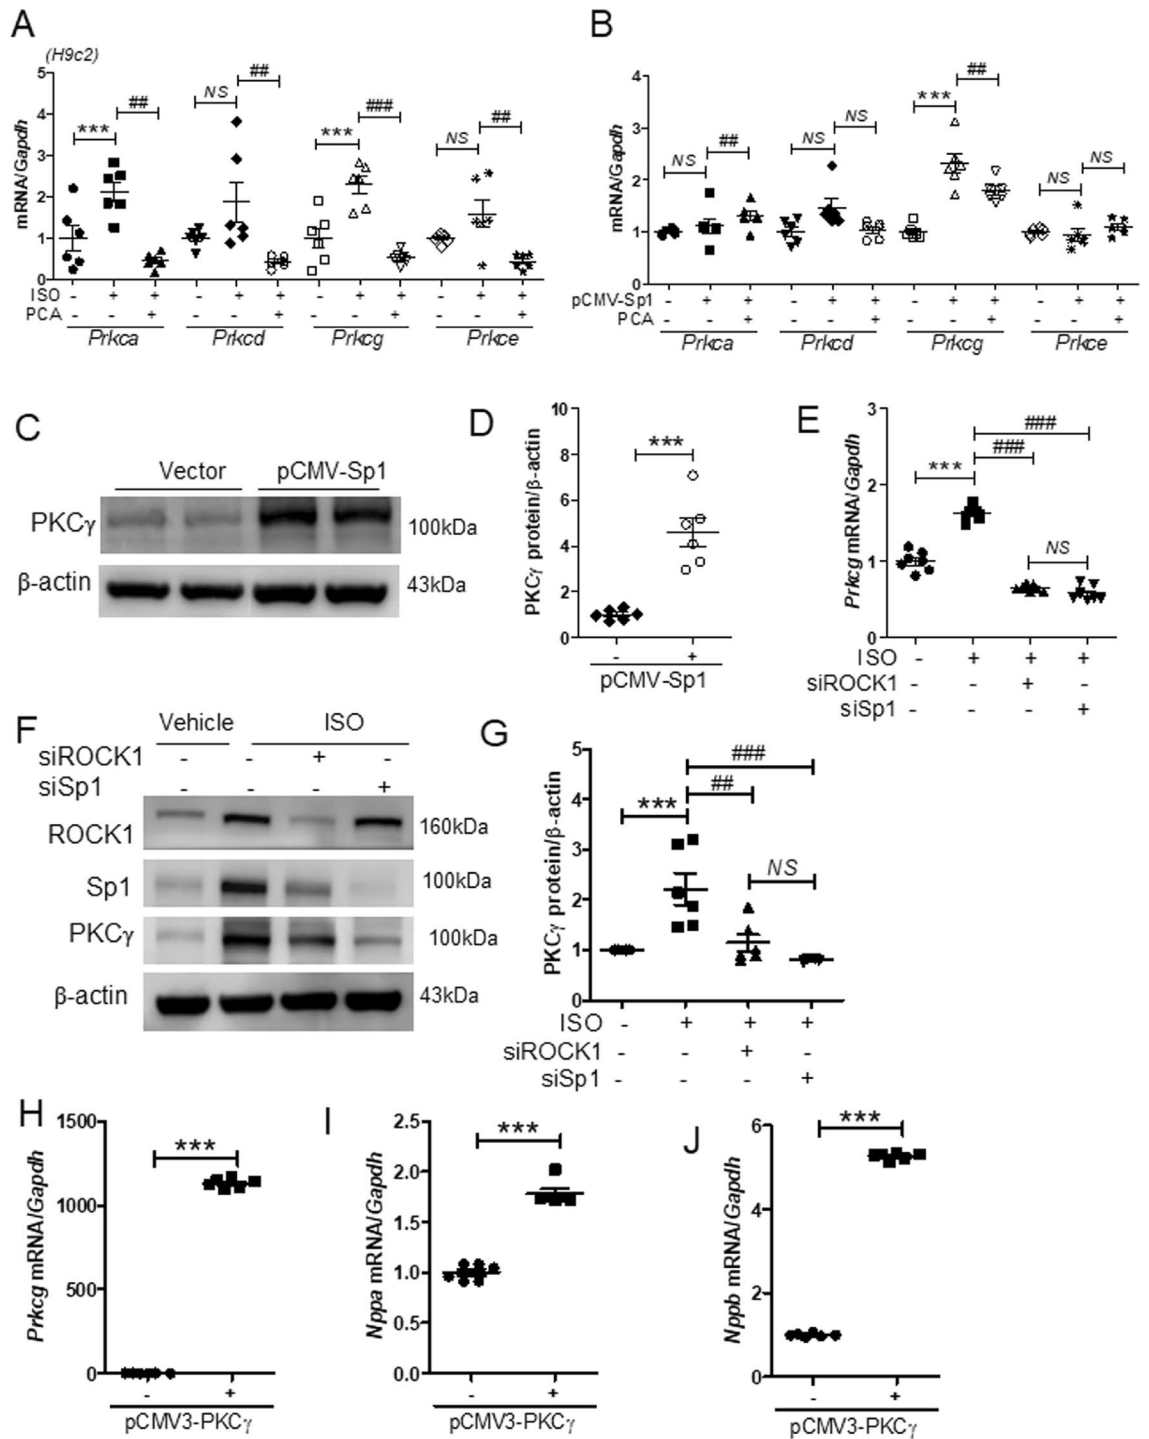 A
(H9c2)
mRNA/Gapdh
5
4
3
2
1
0
*** ## NS ## *** ### NS ##
ISO - + + - + + - + + - + +
PCA - - + - - + - - + - - +
Prkca Prkcd Prkcg Prkce
B
mRNA/Gapdh
4
3
2
1
0
NS ## NS NS *** ## NS NS
pCMV-Sp1 - + + - + + - + + - + +
PCA - - + - - + - - + - - +
Prkca Prkcd Prkcg Prkce
C
Vector pCMV-Sp1
PKCγ 100kDa
β-actin 43kDa
D
PKCγ protein/β-actin
10
8
6
4
2
0
***
- +
pCMV-Sp1
E
Prkcg mRNA/Gapdh
3
2
1
0
###
###
***
NS
ISO - + + +
siROCK1 - - + -
siSp1 - - - +
F
Vehicle ISO
siROCK1 - - + -
siSp1 - - - +
ROCK1 160kDa
Sp1 100kDa
PKCγ 100kDa
β-actin 43kDa
G
PKCγ protein/β-actin
5
4
3
2
1
0
###
##
***
NS
ISO - + + +
siROCK1 - - + -
siSp1 - - - +
H
Prkcg mRNA/Gapdh
1500
1000
500
0
***
- +
pCMV3-PKCγ
I
Nppa mRNA/Gapdh
2.5
2.0
1.5
1.0
0.5
0.0
***
- +
pCMV3-PKCγ
J
Nppb mRNA/Gapdh
6
4
2
0
***
- +
pCMV3-PKCγ